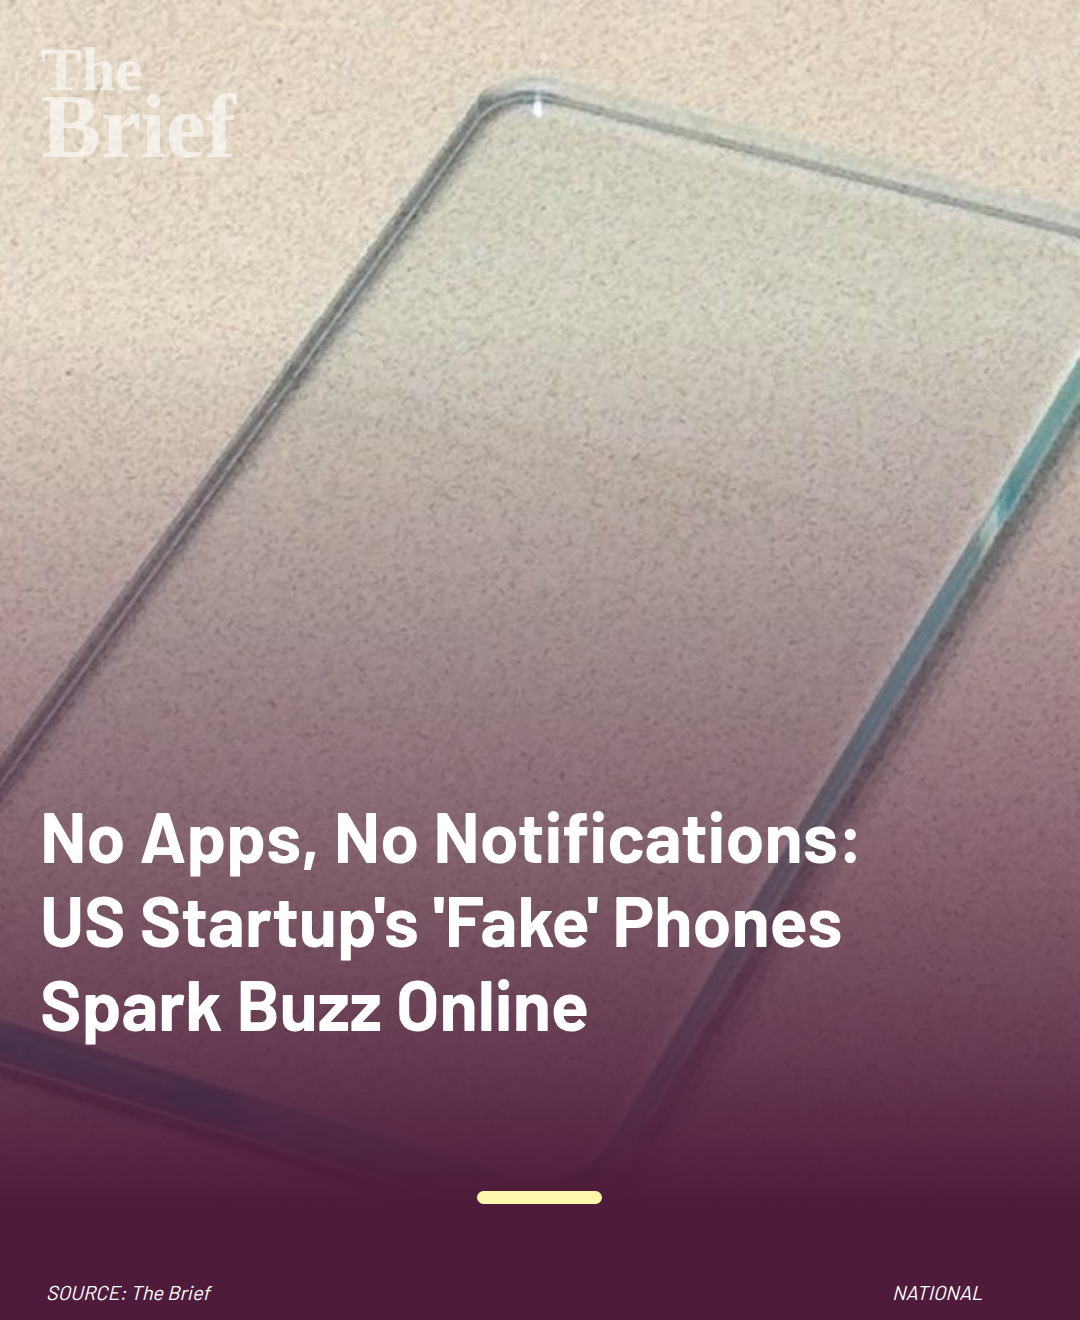 The
Brief
No Apps, No Notifications:
US Startup's 'Fake' Phones
Spark Buzz Online
SOURCE: The Brief
NATIONAL